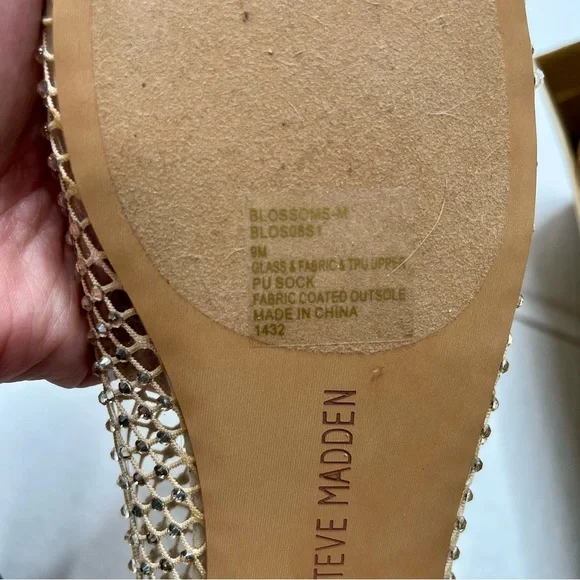 BLOSSOMS-M
BLOS08S1
9M
GLASS & FABRIC & TPU UPPER
PU SOCK
FABRIC COATED OUTSOLE
MADE IN CHINA
1432
STEVE MADDEN